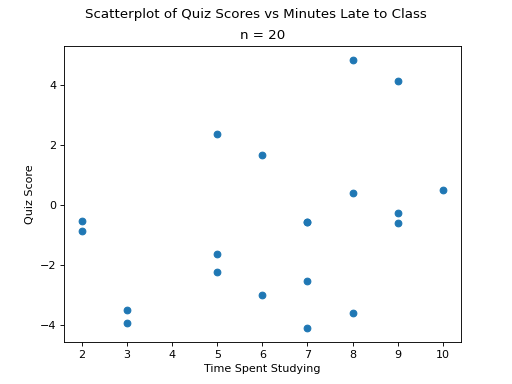 Scatterplot of Quiz Scores vs Minutes Late to Class
n = 20
4
2
0
−2
−4
Quiz Score
2 3 4 5 6 7 8 9 10
Time Spent Studying